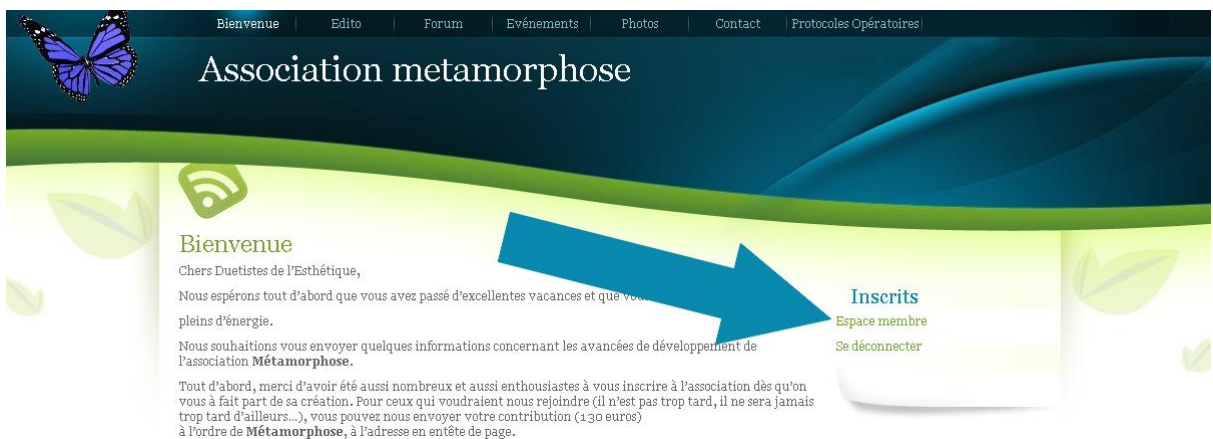 Bienvenue Edito Forum Evénements Photos Contact Protocoles Opératoires
Association metamorphose
Bienvenue
Chers Duetistes de l'Esthétique,
Nous espérons tout d'abord que vous avez passé d'excellentes vacances et que
pleins d'énergie.
Nous souhaitions vous envoyer quelques informations concernant les avancées de développement de
l'association Métamorphose.
Tout d'abord, merci d'avoir été aussi nombreux et aussi enthousiastes à vous inscrire à l'association dès qu'on
vous à fait part de sa création. Pour ceux qui voudraient nous rejoindre (il n'est pas trop tard, il ne sera jamais
trop tard d'ailleurs...), vous pouvez nous envoyer votre contribution (130 euros)
à l'ordre de Métamorphose, à l'adresse en entête de page.
Inscrits
Espace membre
Se déconnecter